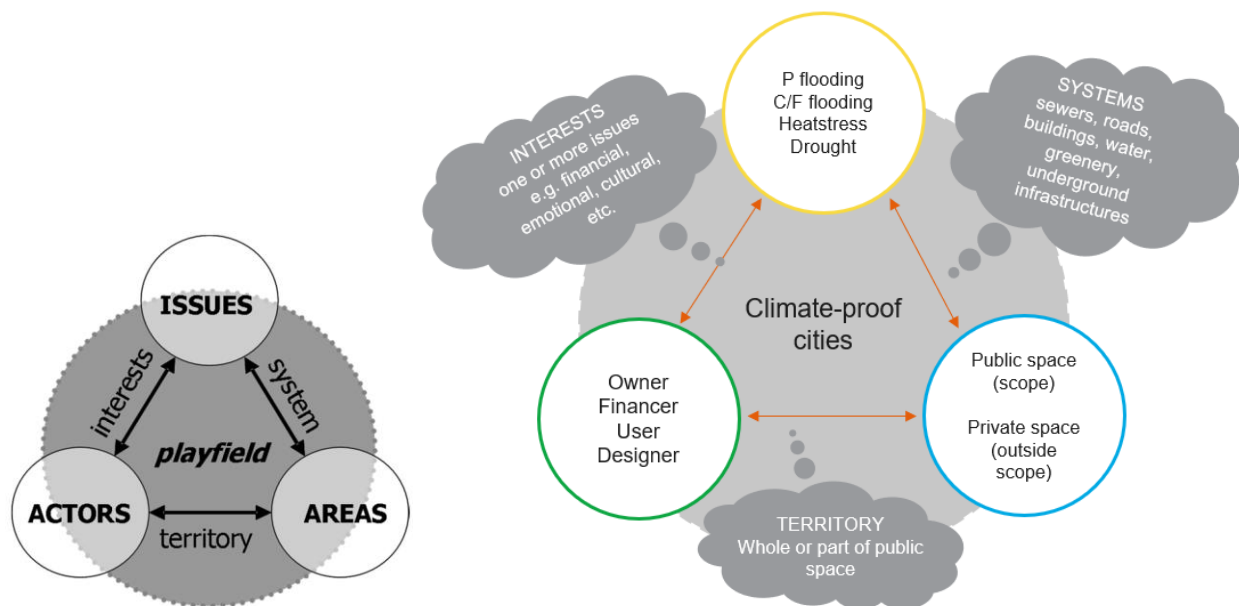 ISSUES
interests
system
playfield
ACTORS
AREAS
territory
P flooding
C/F flooding
Heatstress
Drought
INTERESTS
one or more issues
e.g. financial,
emotional, cultural,
etc.
SYSTEMS
sewers, roads,
buildings, water,
greenery,
underground
infrastructures
Climate-proof
cities
Owner
Financer
User
Designer
Public space
(scope)
Private space
(outside
scope)
TERRITORY
Whole or part of public
space